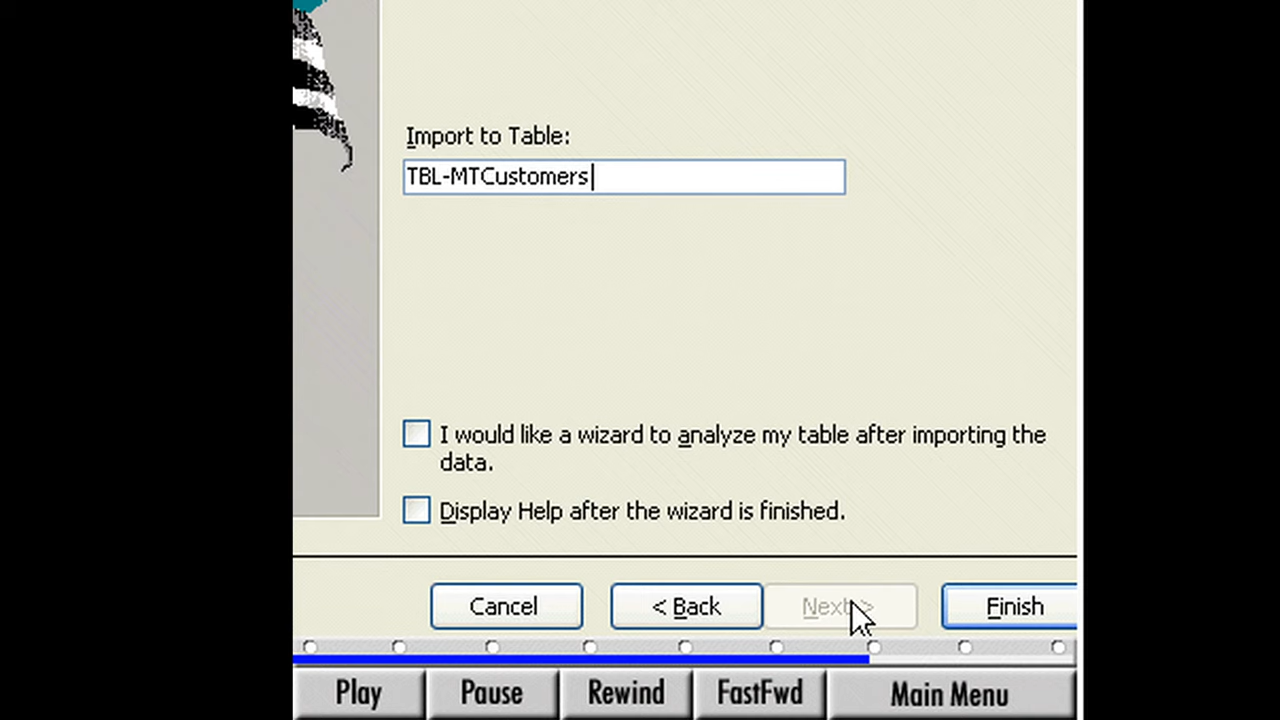 Import to Table:
TBL-MTCustomers
I would like a wizard to analyze my table after importing the
data.
Display Help after the wizard is finished.
Cancel
< Back
Next >
Finish
Play
Pause
Rewind
FastFwd
Main Menu